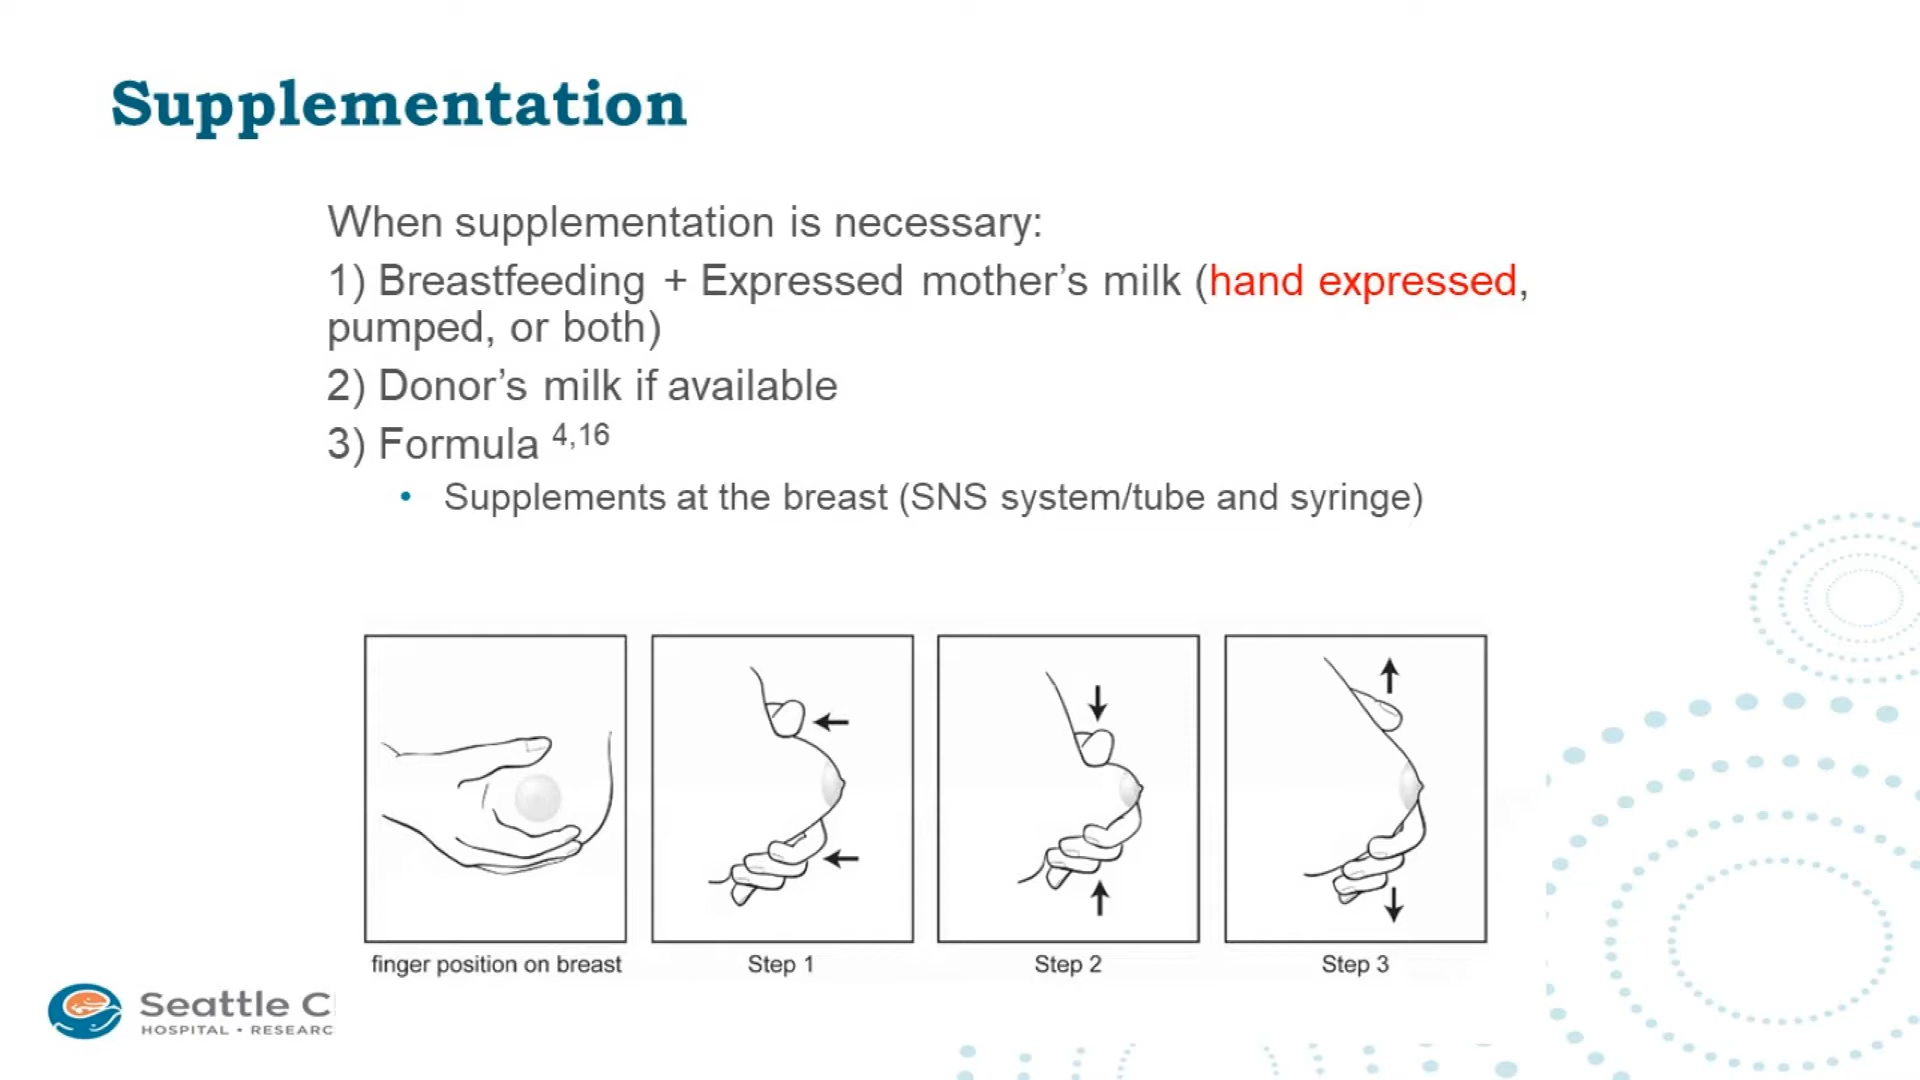 Supplementation
When supplementation is necessary:
1) Breastfeeding + Expressed mother's milk (hand expressed,
pumped, or both)
2) Donor's milk if available
3) Formula 4,16
• Supplements at the breast (SNS system/tube and syringe)
finger position on breast
Step 1
Step 2
Step 3
Seattle C
HOSPITAL • RESEARC